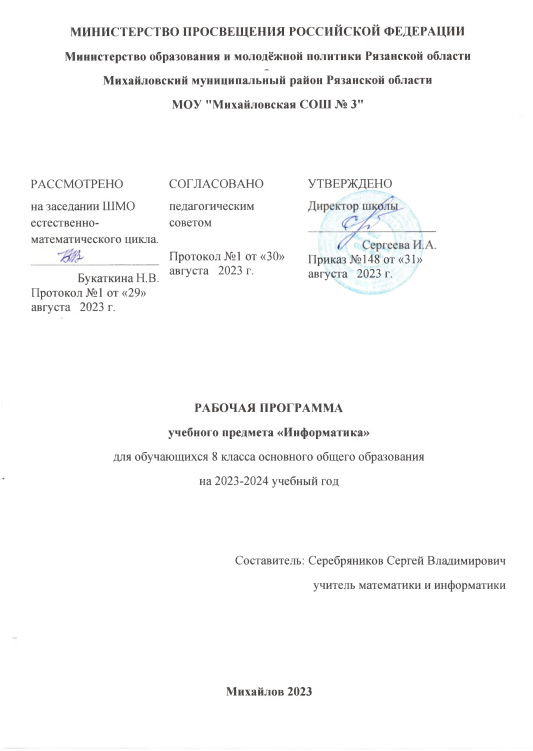 МИНИСТЕРСТВО ПРОСВЕЩЕНИЯ РОССИЙСКОЙ ФЕДЕРАЦИИ
Министерство образования и молодёжной политики Рязанской области
Михайловский муниципальный район Рязанской области
МОУ "Михайловская СОШ № 3"
РАССМОТРЕНО
на заседании ШМО
естественно-
математического цикла.
Букаткина Н.В.
Протокол №1 от «29»
августа 2023 г.
СОГЛАСОВАНО
педагогическим
советом
Протокол №1 от «30»
августа 2023 г.
УТВЕРЖДЕНО
Директор школы
Сергеева И.А.
Приказ №148 от «31»
августа 2023 г.
РАБОЧАЯ ПРОГРАММА
учебного предмета «Информатика»
для обучающихся 8 класса основного общего образования
на 2023-2024 учебный год
Составитель: Серебряников Сергей Владимирович
учитель математики и информатики
Михайлов 2023